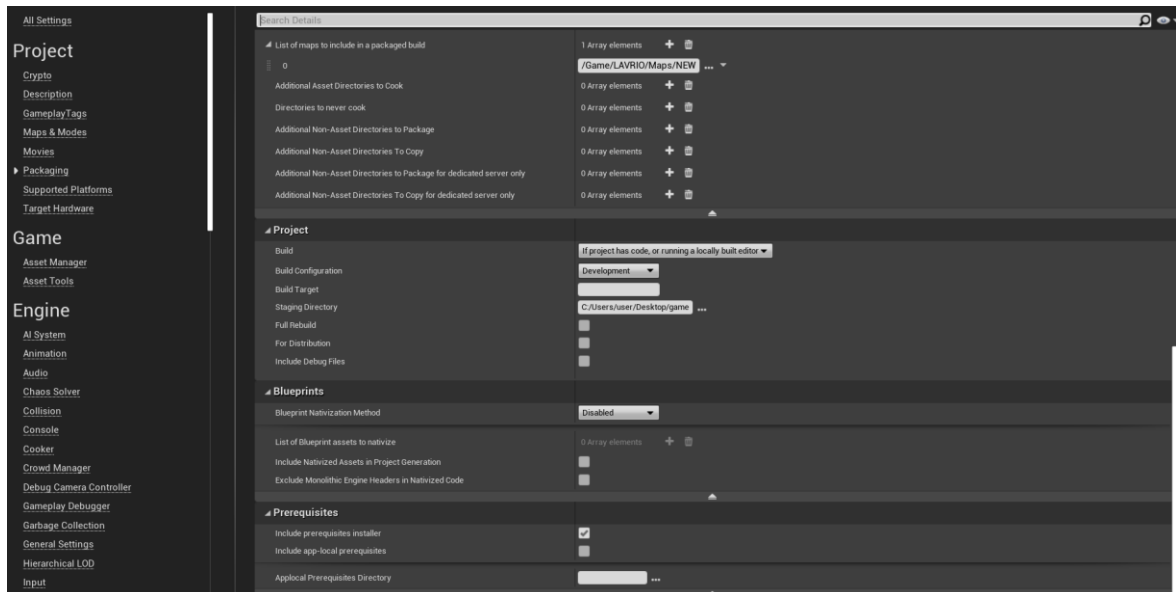 All Settings
Project
Crypto
Description
GameplayTags
Maps & Modes
Movies
Packaging
Supported Platforms
Target Hardware
Game
Asset Manager
Asset Tools
Engine
AI System
Animation
Audio
Chaos Solver
Collision
Console
Cooker
Crowd Manager
Debug Camera Controller
Gameplay Debugger
Garbage Collection
General Settings
Hierarchical LOD
Input
Search Details
List of maps to include in a packaged build 1 Array elements
0 /Game/LAVRIO/Maps/NEW
Additional Asset Directories to Cook 0 Array elements
Directories to never cook 0 Array elements
Additional Non-Asset Directories to Package 0 Array elements
Additional Non-Asset Directories To Copy 0 Array elements
Additional Non-Asset Directories to Package for dedicated server only 0 Array elements
Additional Non-Asset Directories To Copy for dedicated server only 0 Array elements
Project
Build If project has code, or running a locally built editor
Build Configuration Development
Build Target
Staging Directory C:/Users/user/Desktop/game
Full Rebuild
For Distribution
Include Debug Files
Blueprints
Blueprint Nativization Method Disabled
List of Blueprint assets to nativize 0 Array elements
Include Nativized Assets in Project Generation
Exclude Monolithic Engine Headers in Nativized Code
Prerequisites
Include prerequisites installer
Include app-local prerequisites
Applocal Prerequisites Directory